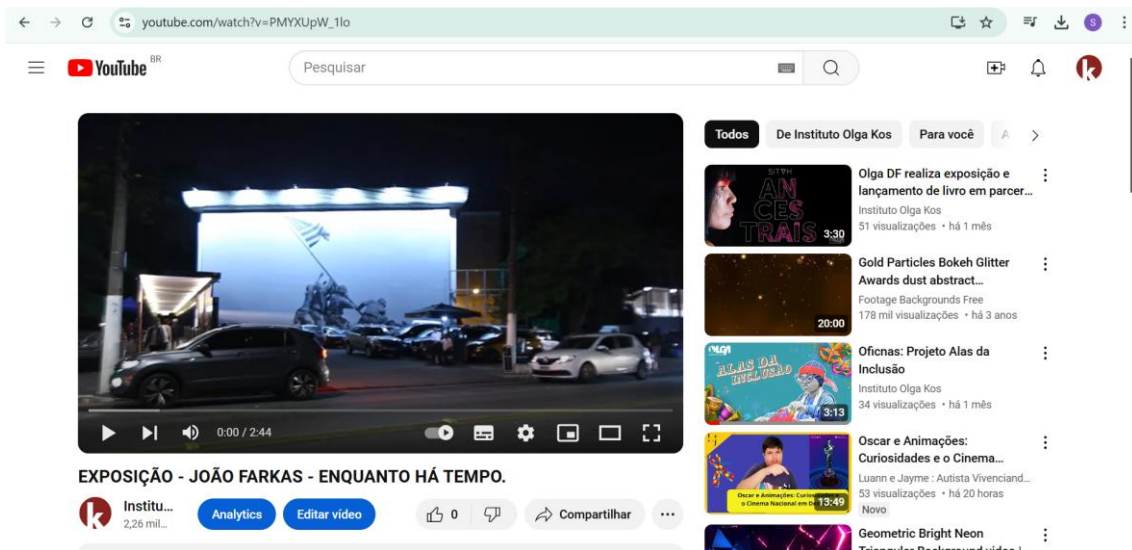 youtube.com/watch?v=PMYXUpW_1lo
S
YouTube BR
Pesquisar
k
0:00 / 2:44
EXPOSIÇÃO - JOÃO FARKAS - ENQUANTO HÁ TEMPO.
k
Institu...
2,26 mil...
Analytics
Editar vídeo
0
Compartilhar
Todos
De Instituto Olga Kos
Para você
A
SITAH
ANCES
TRAIS
3:30
Olga DF realiza exposição e
lançamento de livro em parcer...
Instituto Olga Kos
51 visualizações • há 1 mês
20:00
Gold Particles Bokeh Glitter
Awards dust abstract...
Footage Backgrounds Free
178 mil visualizações • há 3 anos
OLGA
ALAS DA
INCLUSÃO
3:13
Oficnas: Projeto Alas da
Inclusão
Instituto Olga Kos
34 visualizações • há 1 mês
13:49
Oscar e Animações:
Curiosidades e o Cinema...
Luann e Jayme : Autista Vivenciand...
53 visualizações • há 20 horas
Novo
Geometric Bright Neon
Triangular Background video |